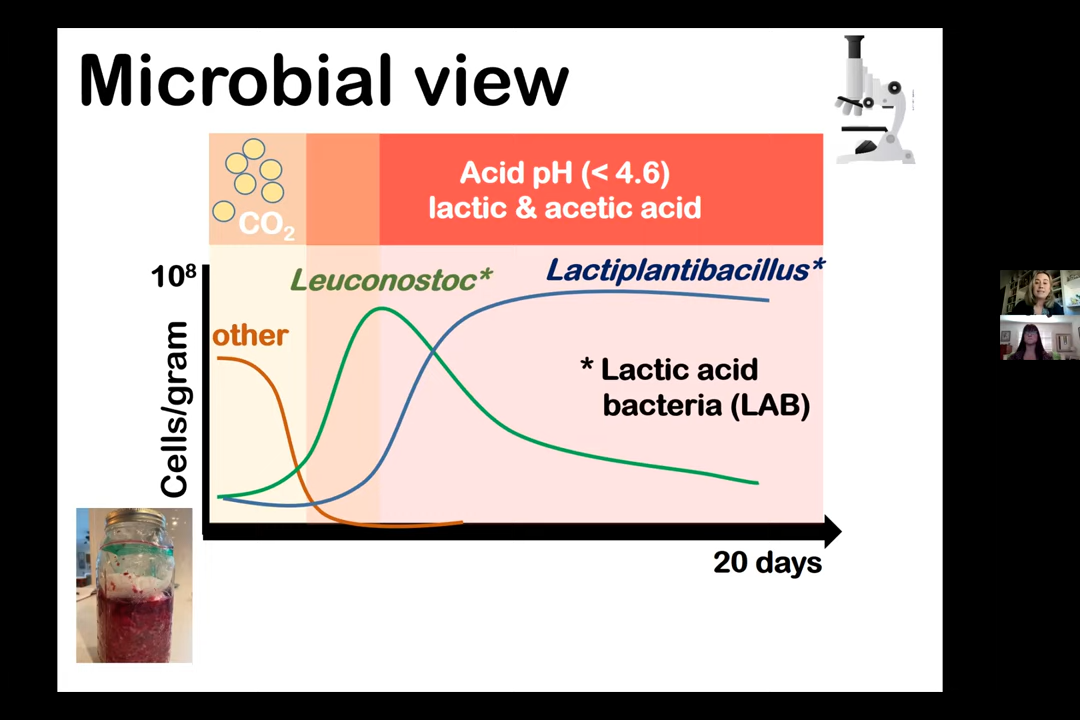 Microbial view
CO₂
Acid pH (< 4.6)
lactic & acetic acid
10⁸
Leuconostoc*
Lactiplantibacillus*
other
Cells/gram
* Lactic acid
bacteria (LAB)
20 days